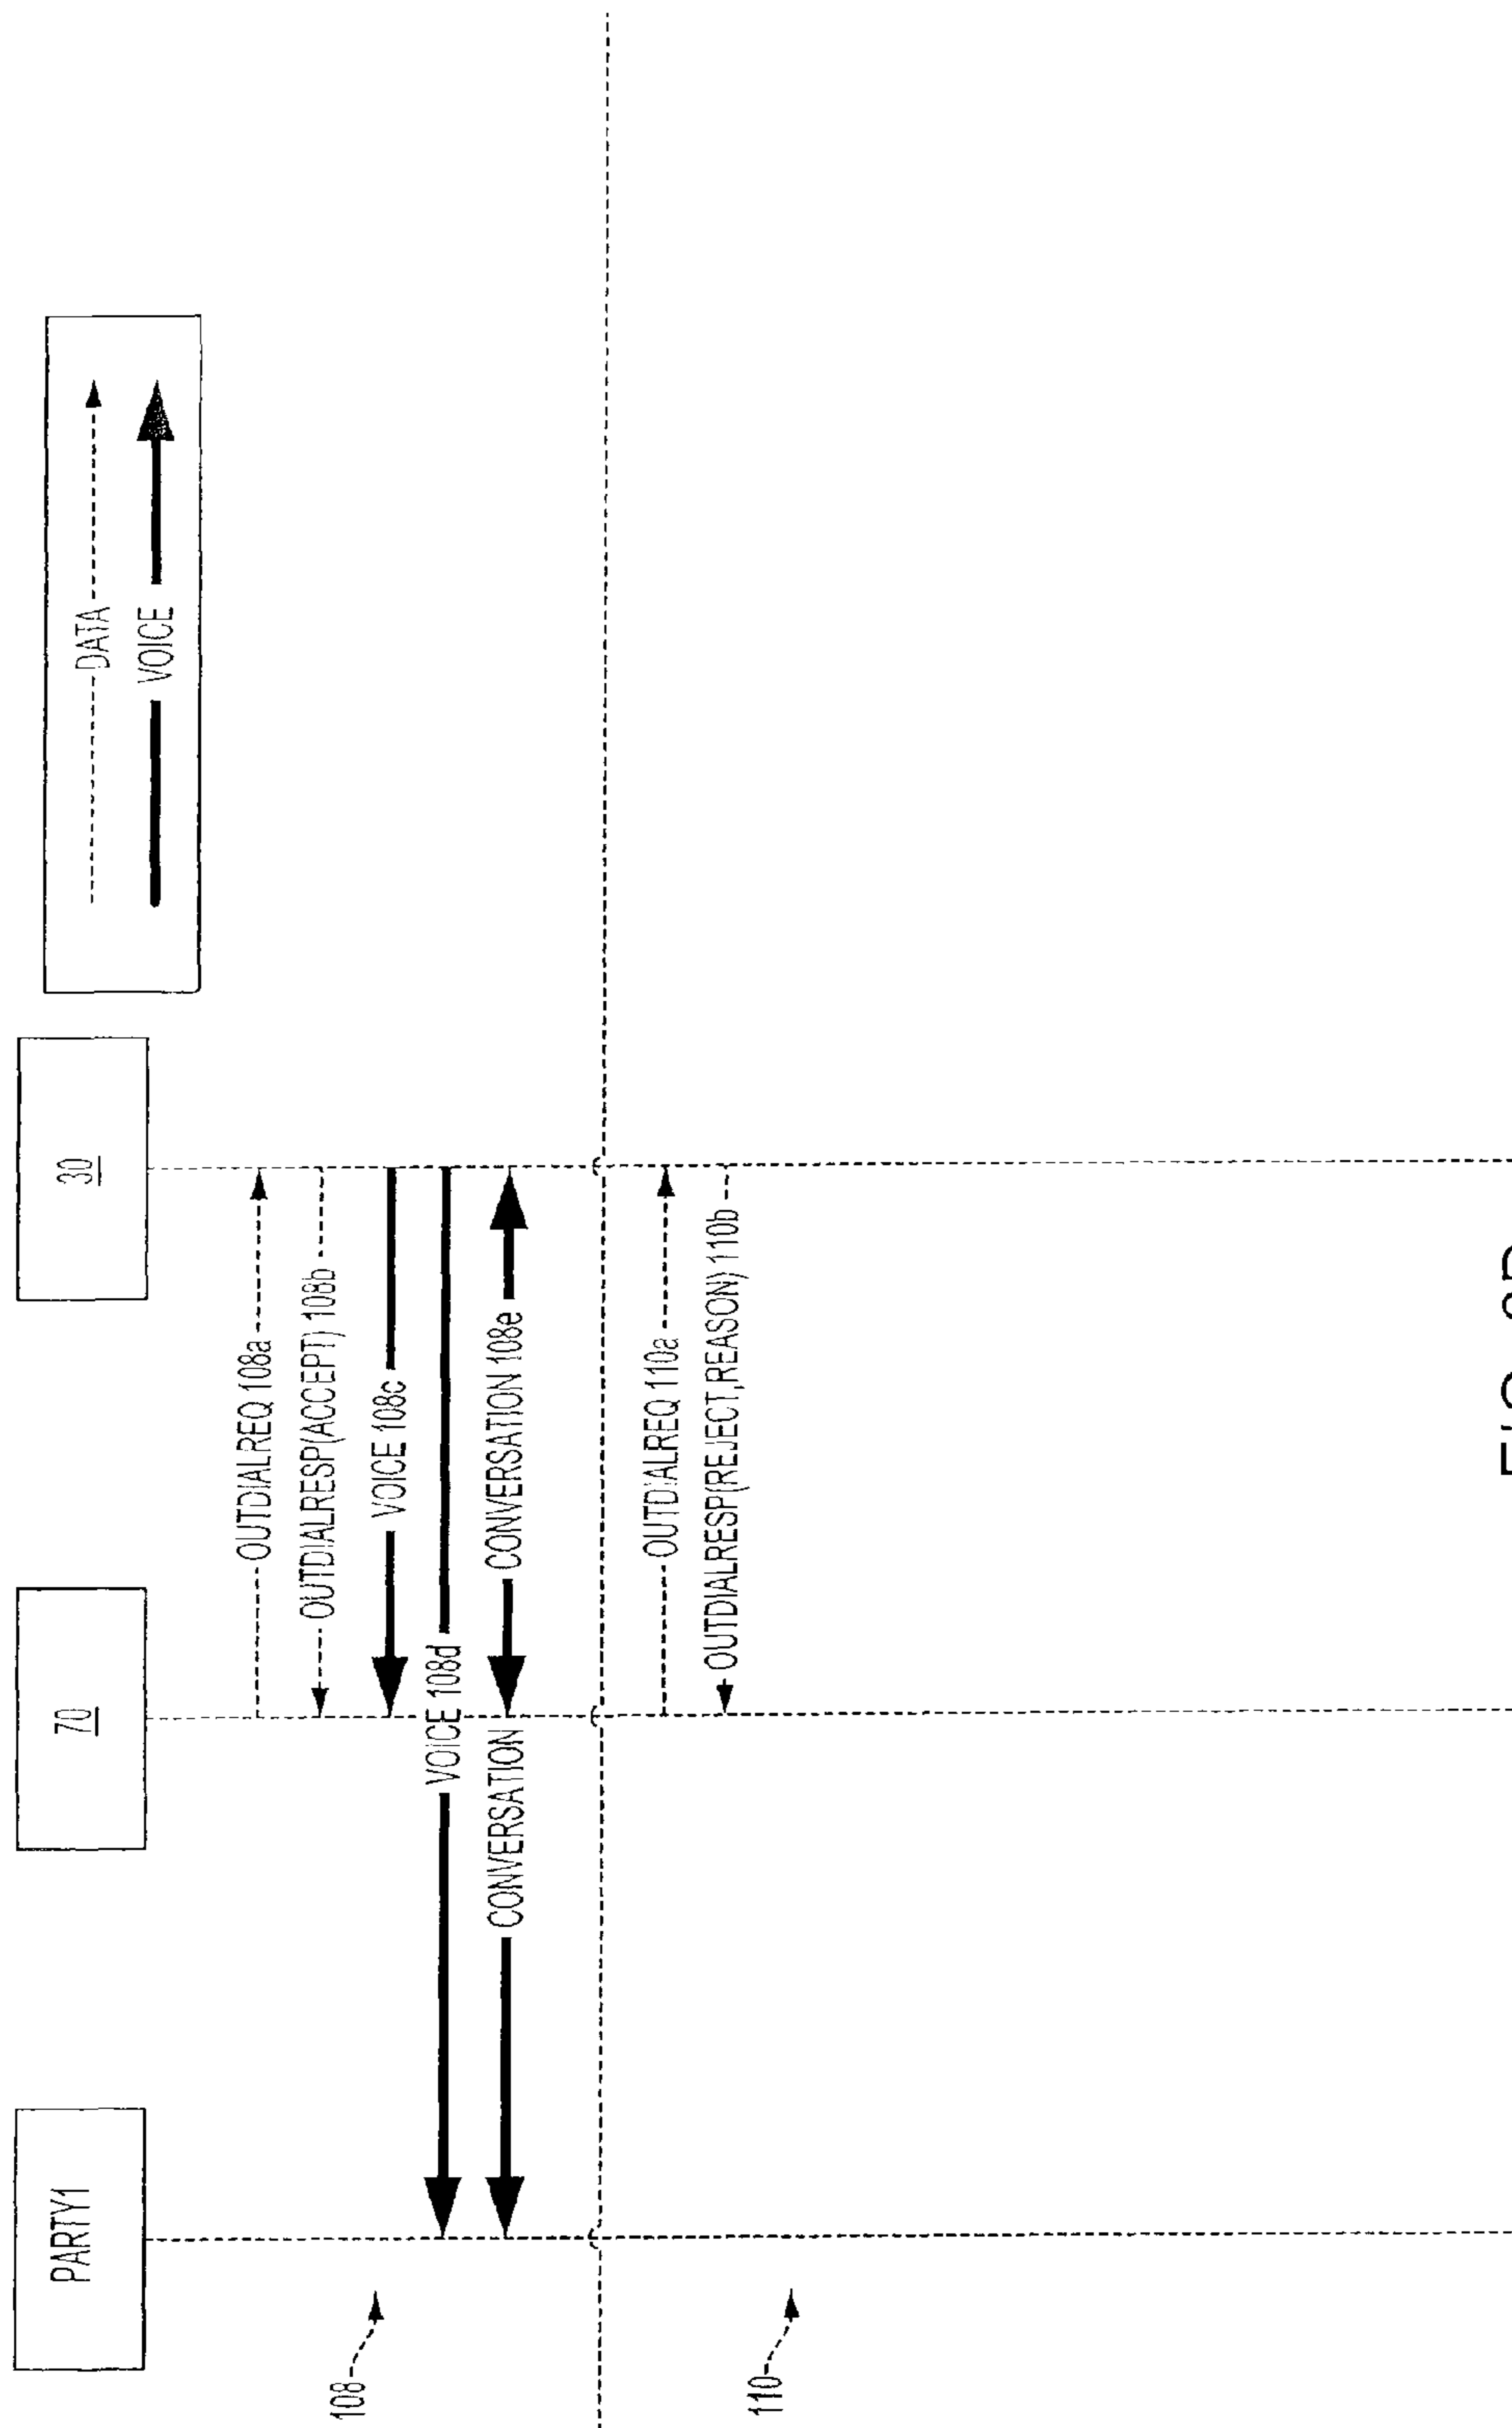 PARTY1
70
30
DATA
VOICE
108
OUTDIALREQ 108a
OUTDIALRESP(ACCEPT) 108b
VOICE 108c
VOICE 108d
CONVERSATION
CONVERSATION 108e
110
OUTDIALREQ 110a
OUTDIALRESP(REJECT,REASON) 110b